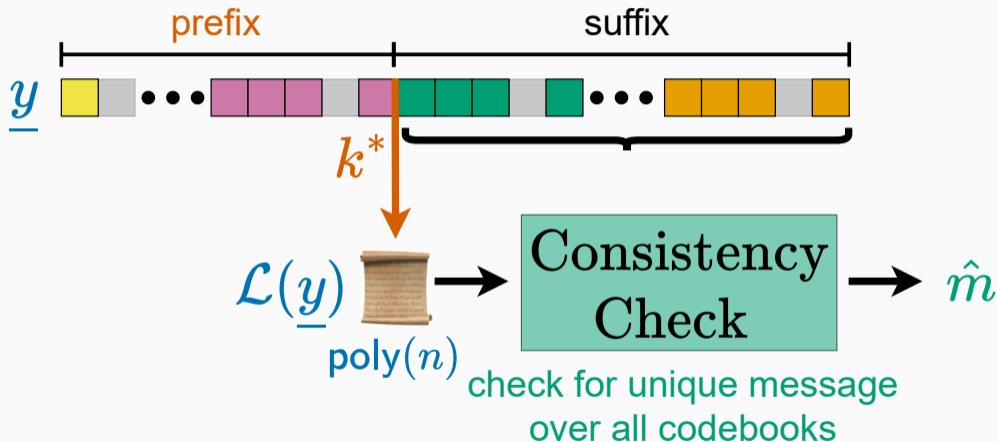 prefix suffix
y
k*
ℒ(y)
poly(n)
Consistency
Check
m̂
check for unique message
over all codebooks